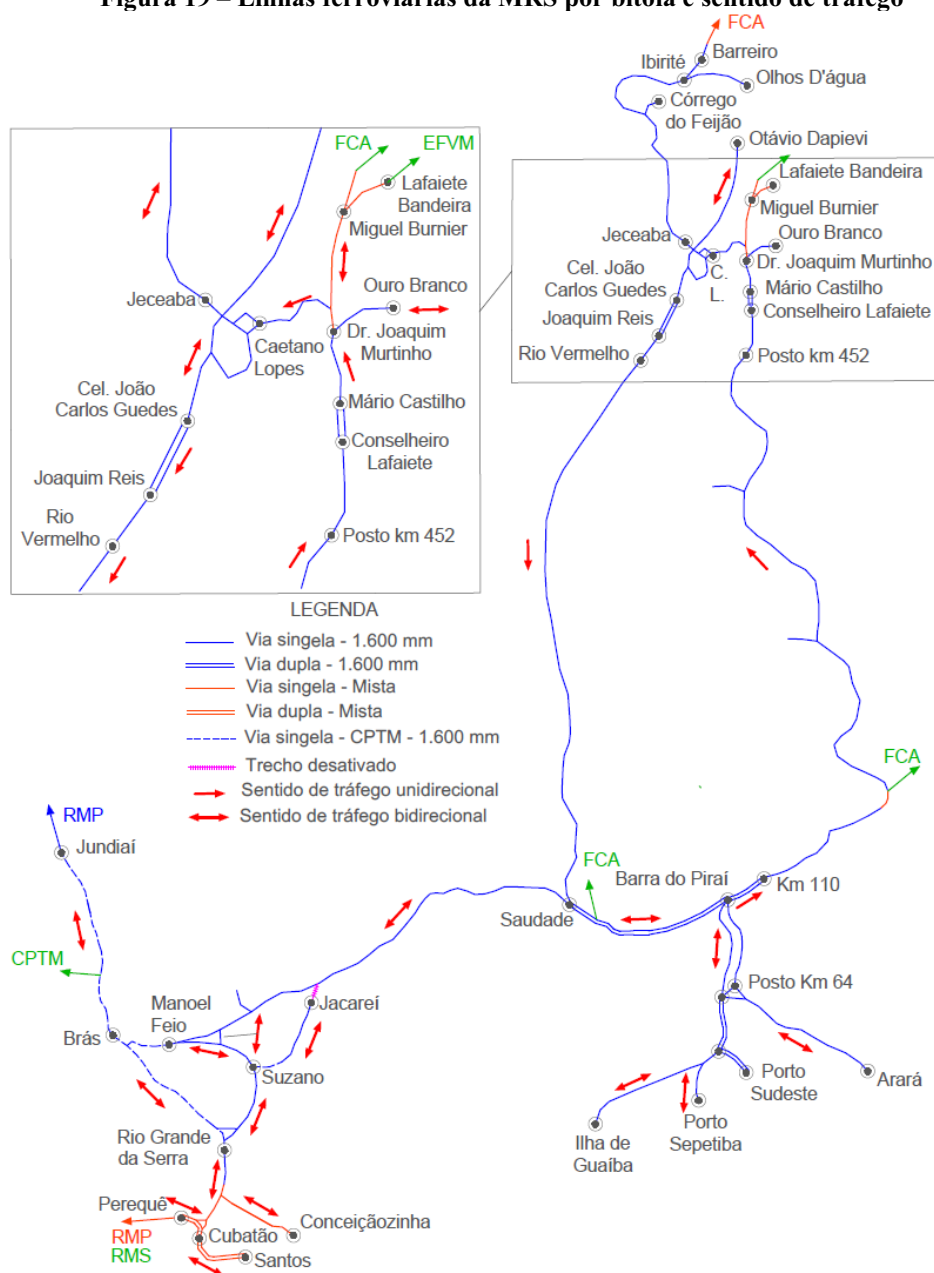 Figura 19 – Linhas ferroviárias da MRS por bitola e sentido de tráfego
FCA
Barreiro
Ibirité
Olhos D'água
Córrego
do Feijão
Otávio Dapievi
Lafaiete Bandeira
Miguel Burnier
Ouro Branco
Jeceaba
Dr. Joaquim Murtinho
C.
L.
Cel. João
Carlos Guedes
Mário Castilho
Joaquim Reis
Conselheiro Lafaiete
Rio Vermelho
Posto km 452
FCA
EFVM
Lafaiete
Bandeira
Miguel Burnier
Jeceaba
Ouro Branco
Caetano
Lopes
Dr. Joaquim
Murtinho
Cel. João
Carlos Guedes
Mário Castilho
Conselheiro
Lafaiete
Joaquim Reis
Rio
Vermelho
Posto km 452
LEGENDA
Via singela - 1.600 mm
Via dupla - 1.600 mm
Via singela - Mista
Via dupla - Mista
Via singela - CPTM - 1.600 mm
Trecho desativado
Sentido de tráfego unidirecional
Sentido de tráfego bidirecional
FCA
RMP
Jundiaí
FCA
Barra do Piraí
Km 110
Saudade
CPTM
Manoel
Feio
Jacareí
Posto Km 64
Brás
Suzano
Porto
Sudeste
Arará
Rio Grande
da Serra
Porto
Sepetiba
Ilha de
Guaíba
Perequê
Conceiçãozinha
RMP
RMS
Cubatão
Santos